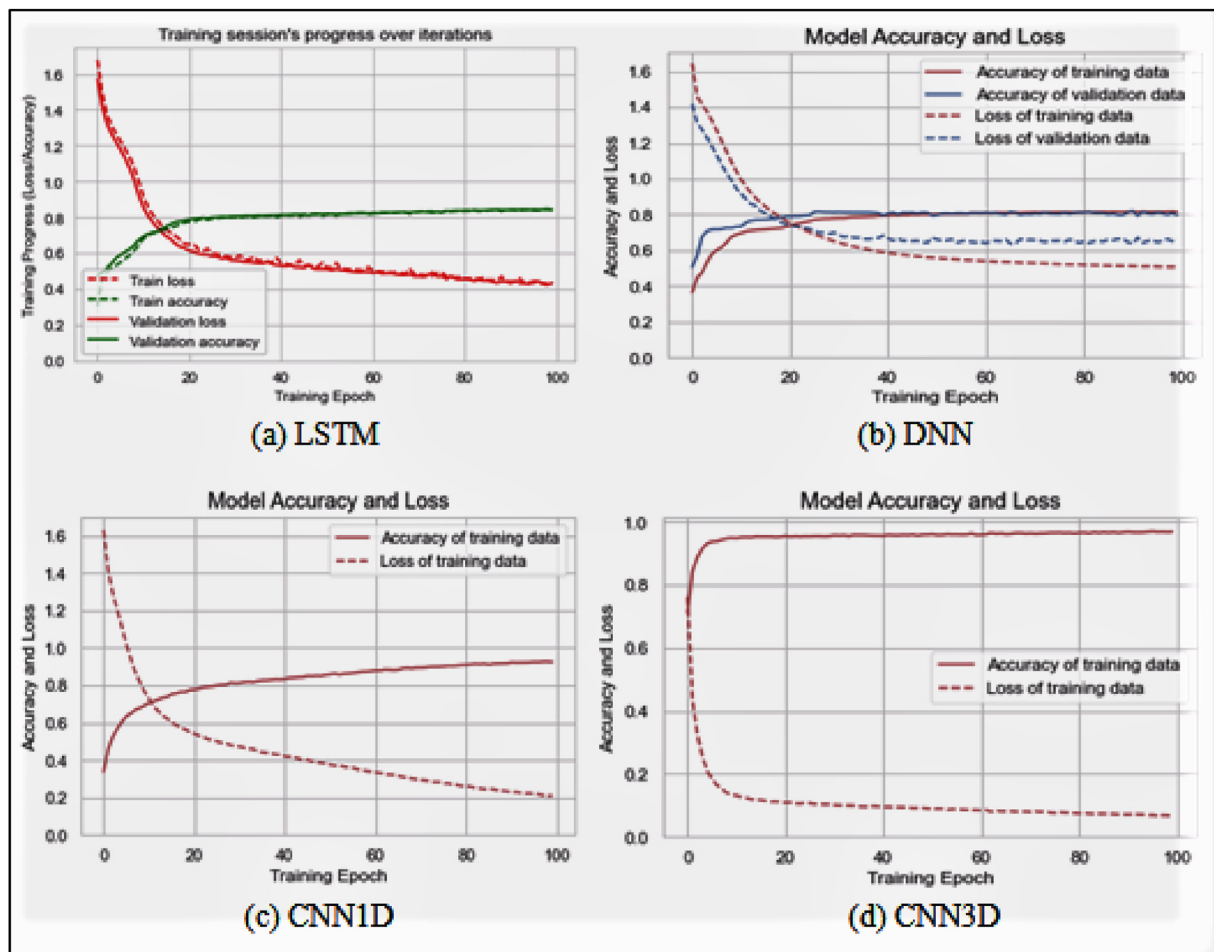 Training session's progress over iterations
Training Progress (Loss/Accuracy)
1.6
1.4
1.2
1.0
0.8
0.6
0.4
0.2
0.0
Train loss
Train accuracy
Validation loss
Validation accuracy
0 20 40 60 80 100
Training Epoch
(a) LSTM
Model Accuracy and Loss
Accuracy and Loss
1.6
1.4
1.2
1.0
0.8
0.6
0.4
0.2
0.0
Accuracy of training data
Accuracy of validation data
Loss of training data
Loss of validation data
0 20 40 60 80 100
Training Epoch
(b) DNN
Model Accuracy and Loss
Accuracy and Loss
1.6
1.4
1.2
1.0
0.8
0.6
0.4
0.2
0.0
Accuracy of training data
Loss of training data
0 20 40 60 80 100
Training Epoch
(c) CNN1D
Model Accuracy and Loss
Accuracy and Loss
1.0
0.8
0.6
0.4
0.2
0.0
Accuracy of training data
Loss of training data
0 20 40 60 80 100
Training Epoch
(d) CNN3D